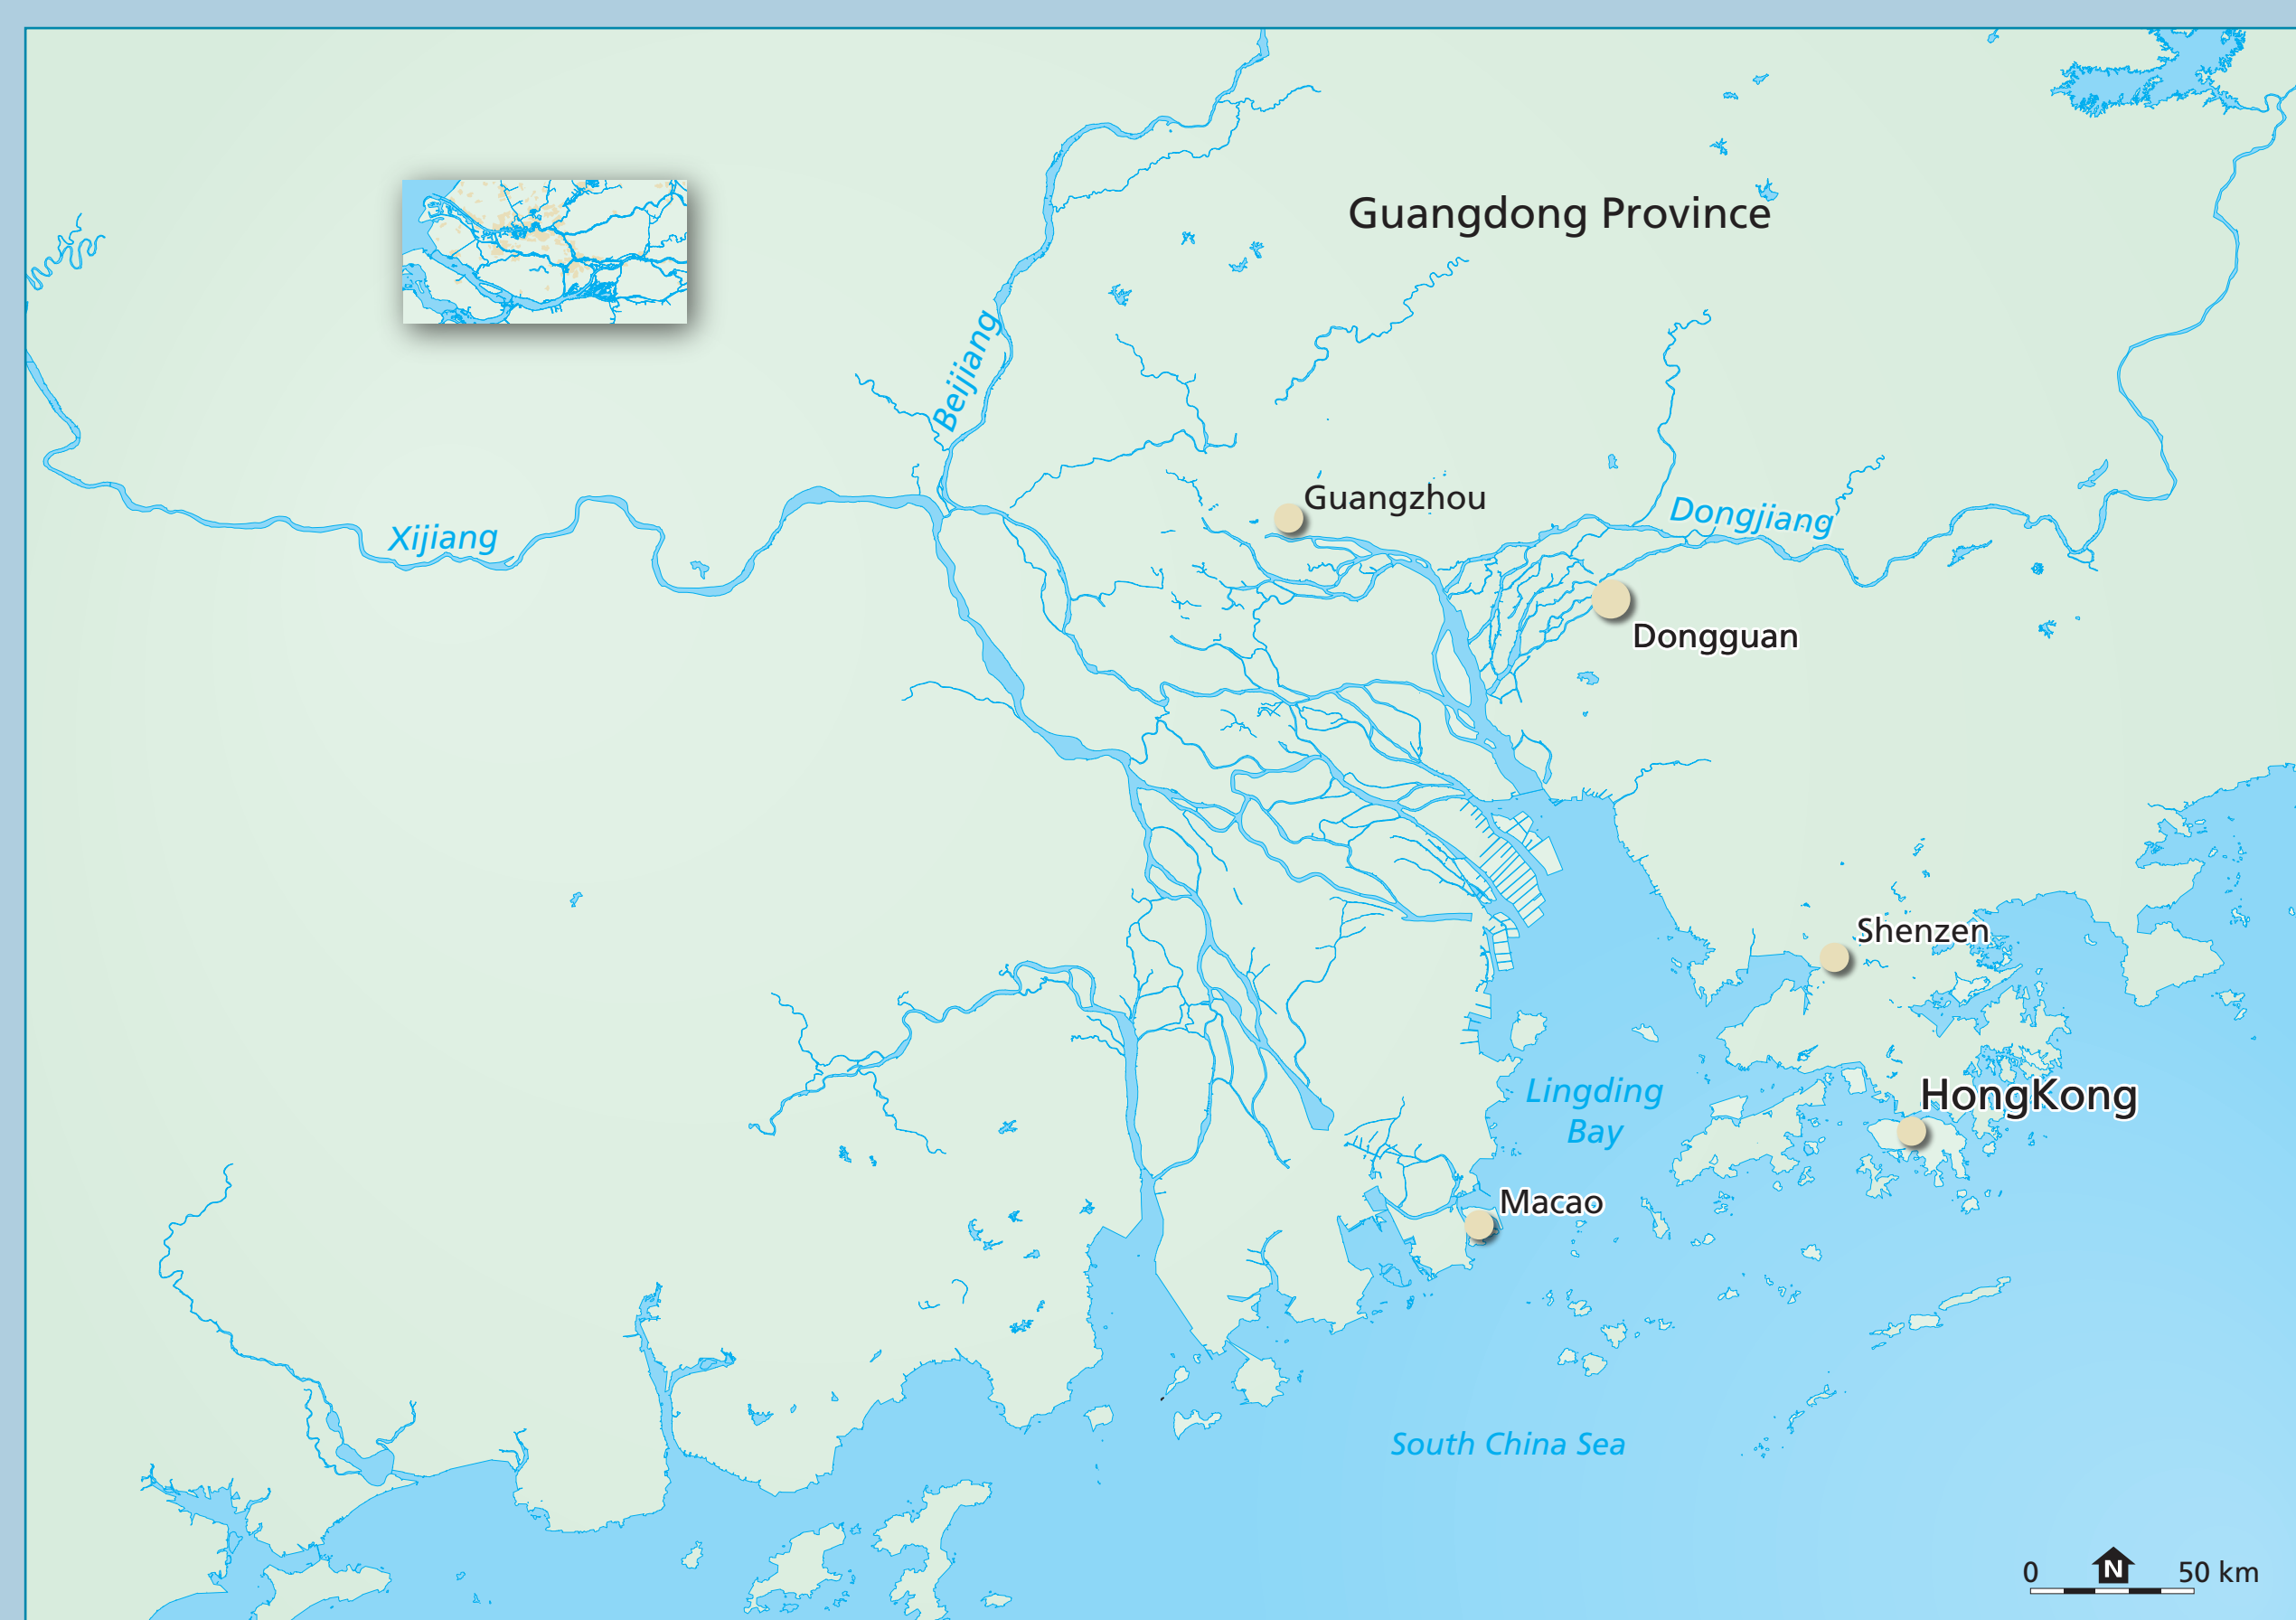 Guangdong Province
Beijiang
Guangzhou
Xijiang
Dongjiang
Dongguan
Shenzen
Lingding
Bay
HongKong
Macao
South China Sea
0 N 50 km